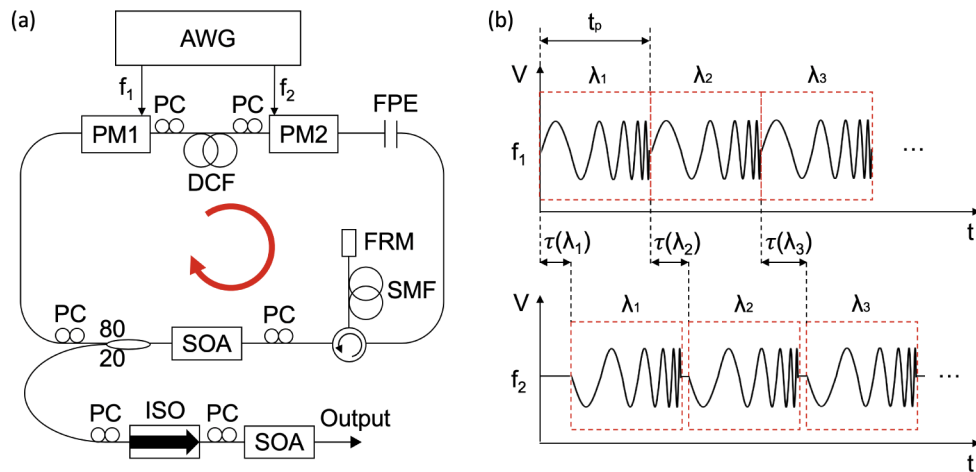 (a)
AWG
f₁
f₂
PC
PC
FPE
PM1
PM2
DCF
FRM
SMF
PC
PC
80
20
SOA
PC
ISO
PC
SOA
Output
(b)
tₚ
V
λ₁
λ₂
λ₃
f₁
...
t
τ(λ₁)
τ(λ₂)
τ(λ₃)
V
λ₁
λ₂
λ₃
f₂
...
t